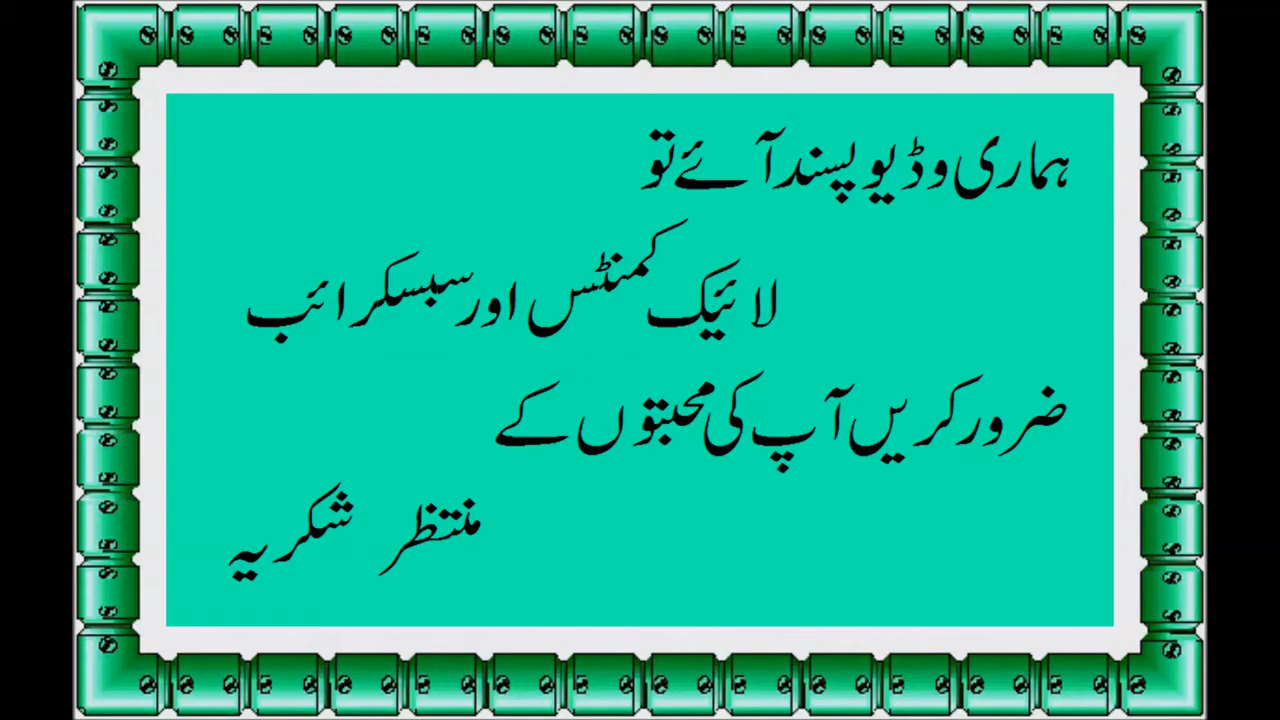 ہماری وڈیو پسند آئے تو
لائیک کمنٹس اور سبسکرائب
ضرور کریں آپ کی محبتوں کے
منتظر شکریہ